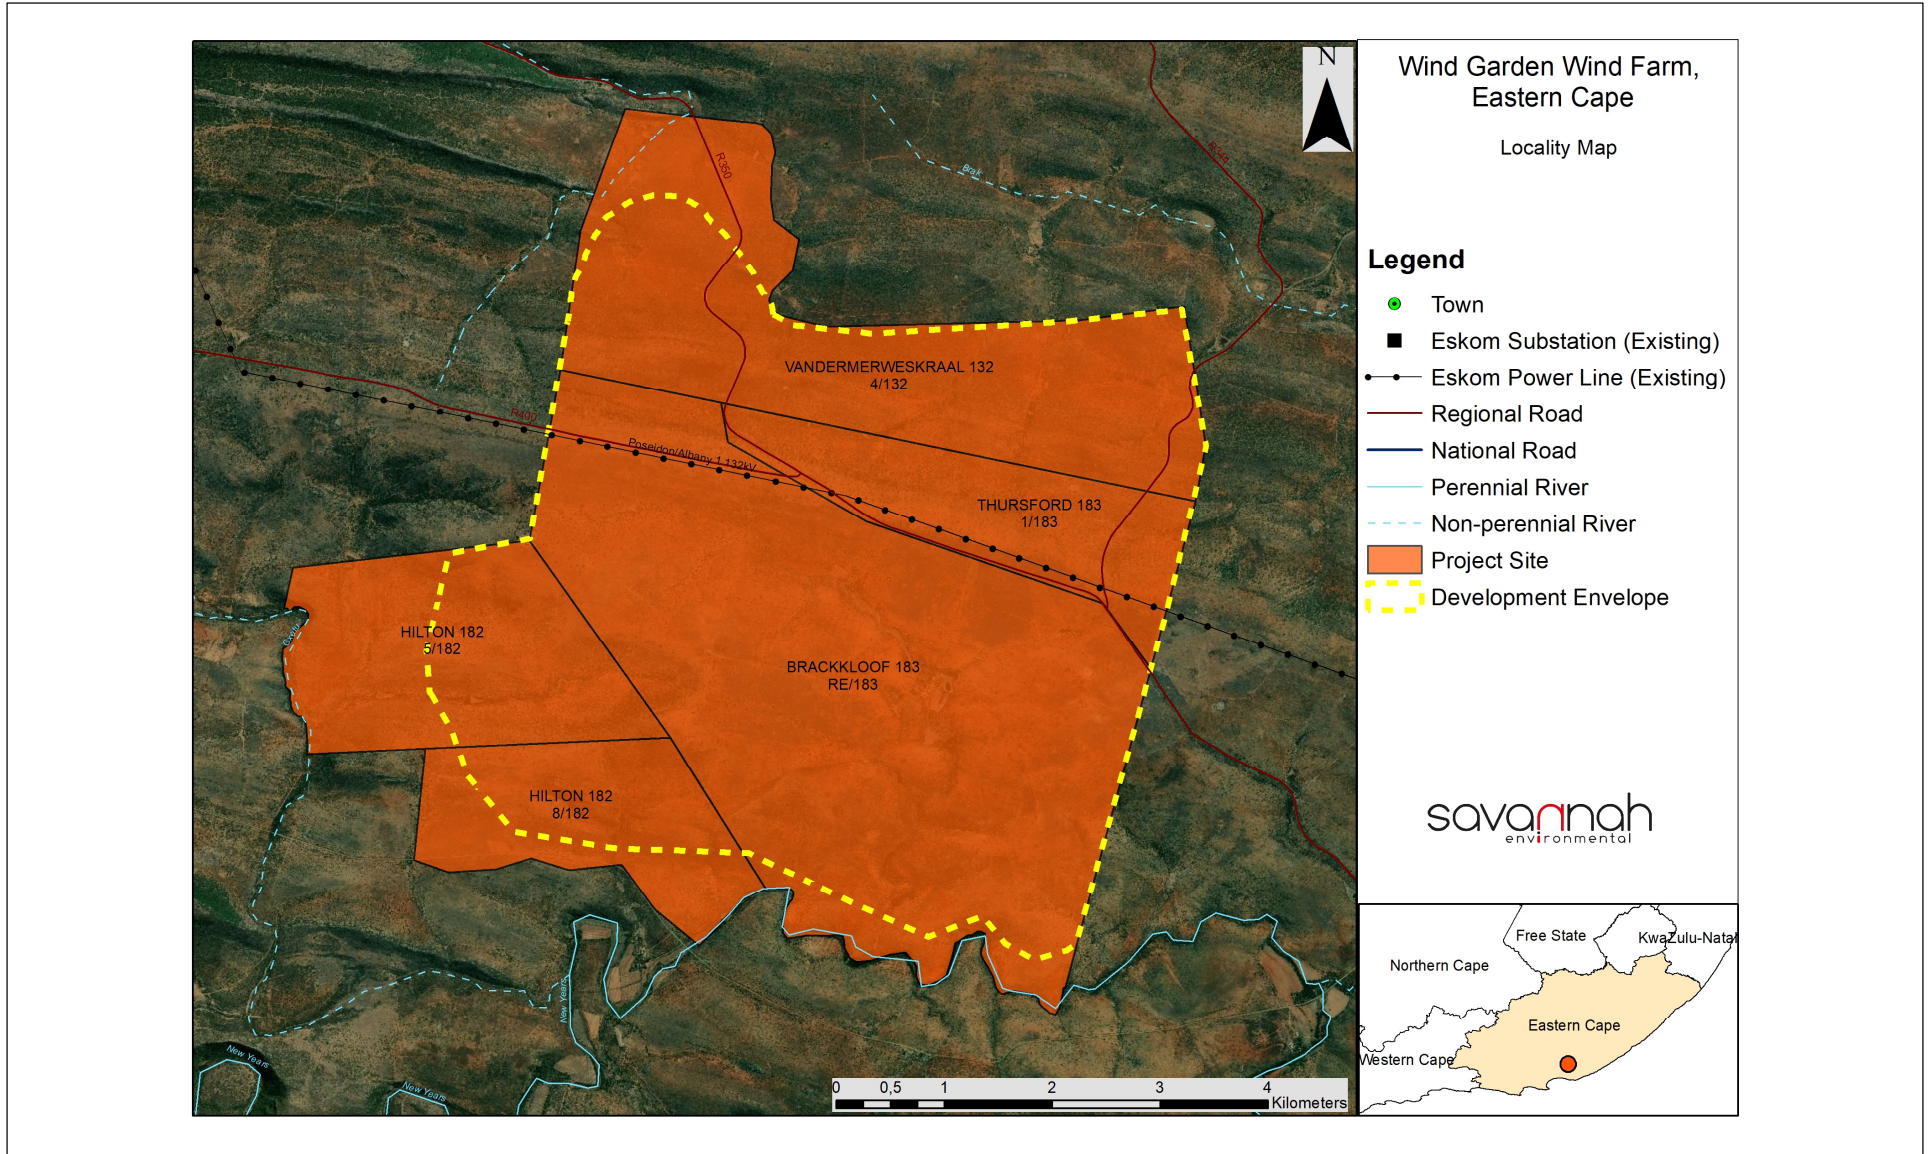 Wind Garden Wind Farm,
Eastern Cape
Locality Map
N
Legend
Town
Eskom Substation (Existing)
Eskom Power Line (Existing)
Regional Road
National Road
Perennial River
Non-perennial River
Project Site
Development Envelope
R350
Brak
R344
VANDERMERWESKRAAL 132
4/132
R400
Poseidon/Albany 1 132kV
THURSFORD 183
1/183
HILTON 182
5/182
BRACKKLOOF 183
RE/183
HILTON 182
8/182
New Years
New Years
New Years
0 0,5 1 2 3 4
Kilometers
savannah
environmental
Free State
KwaZulu-Natal
Northern Cape
Eastern Cape
Western Cape